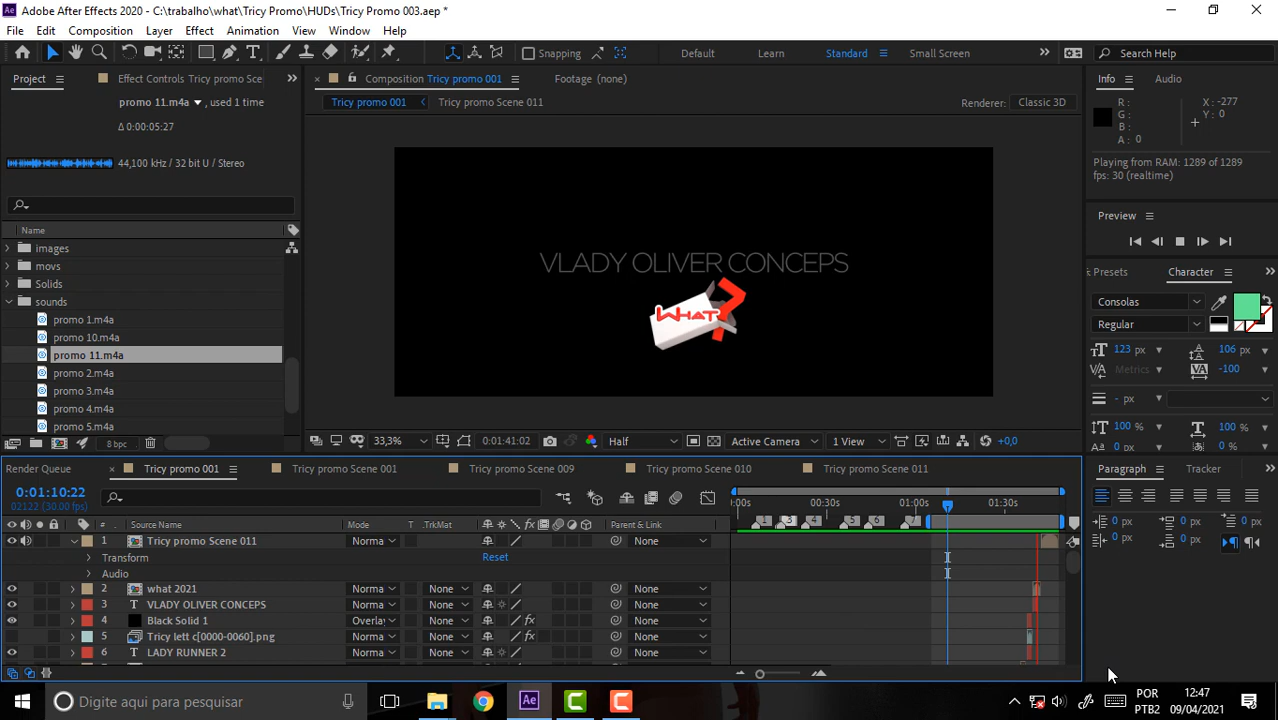 Adobe After Effects 2020 - C:\trabalho\what\Tricy Promo\HUDs\Tricy Promo 003.aep *
File Edit Composition Layer Effect Animation View Window Help
Snapping Default Learn Standard Small Screen Search Help
Project Effect Controls Tricy promo Sce
promo 11.m4a , used 1 time
Δ 0:00:05:27
44,100 kHz / 32 bit U / Stereo
Name
images
movs
Solids
sounds
promo 1.m4a
promo 10.m4a
promo 11.m4a
promo 2.m4a
promo 3.m4a
promo 4.m4a
promo 5.m4a
8 bpc
Composition Tricy promo 001 Footage (none)
Tricy promo 001 Tricy promo Scene 011 Renderer: Classic 3D
VLADY OLIVER CONCEPS
WHAT ?
33,3% 0:01:41:02 Half Active Camera 1 View +0,0
Info Audio
R : X : -277
G : Y : 0
B :
A : 0
Playing from RAM: 1289 of 1289
fps: 30 (realtime)
Preview
Presets Character
Consolas
Regular
123 px 106 px
Metrics -100
- px
100 % 100 %
0 px 0 %
Paragraph Tracker
0 px 0 px 0 px
0 px 0 px
Render Queue Tricy promo 001 Tricy promo Scene 001 Tricy promo Scene 009 Tricy promo Scene 010 Tricy promo Scene 011
0:01:10:22
02122 (30.00 fps)
:00s 00:30s 01:00s 01:30s
1 3 4 5 6 7
# Source Name Mode T .TrkMat Parent & Link
1 Tricy promo Scene 011 Norma None
Transform Reset
Audio
2 what 2021 Norma None None
3 VLADY OLIVER CONCEPS Norma None None
4 Black Solid 1 Overla None None
5 Tricy lett c[0000-0060].png Norma None None
6 LADY RUNNER 2 Norma None None
Digite aqui para pesquisar
Ae
POR
PTB2
12:47
09/04/2021